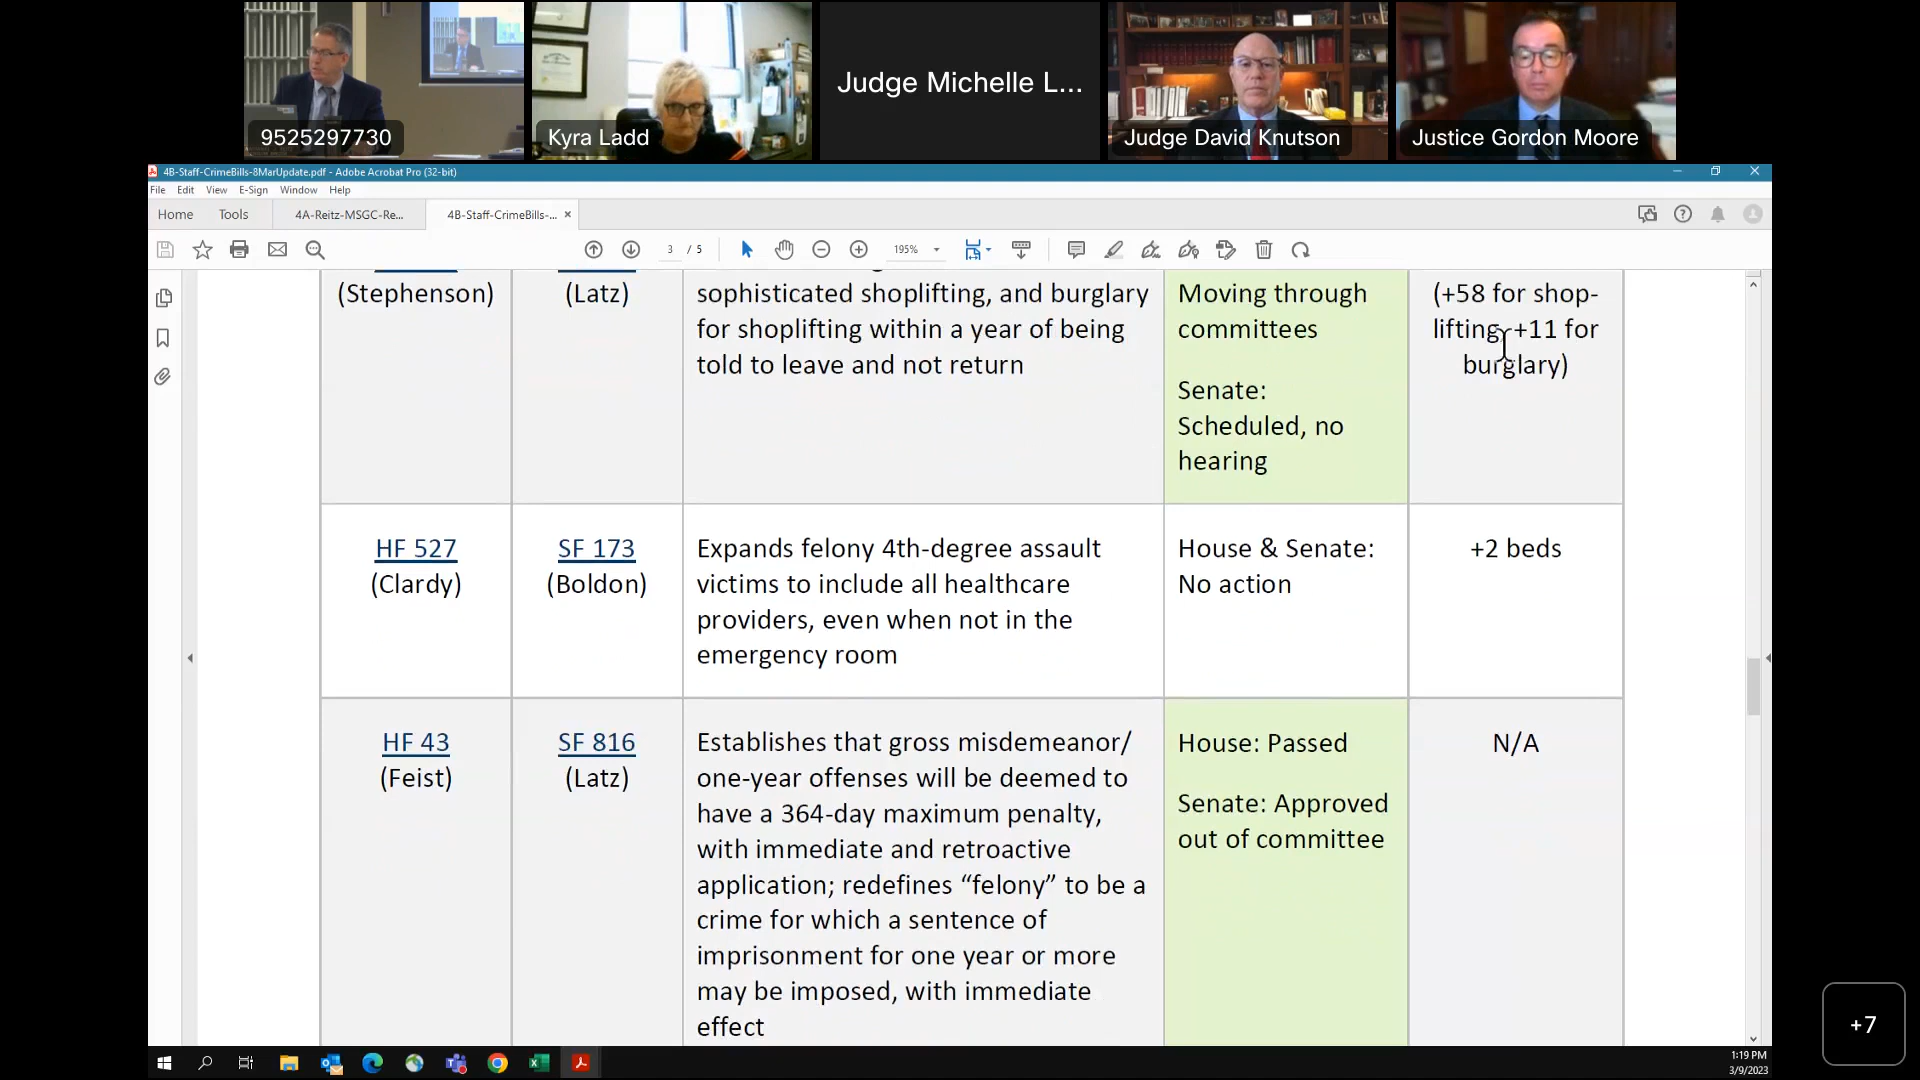 9525297730
Kyra Ladd
Judge Michelle L...
Judge David Knutson
Justice Gordon Moore
4B-Staff-CrimeBills-8MarUpdate.pdf - Adobe Acrobat Pro (32-bit)
File Edit View E-Sign Window Help
Home Tools 4A-Reitz-MSGC-Re... 4B-Staff-CrimeBills-... ×
3 / 5
195%
(Stephenson)
(Latz)
sophisticated shoplifting, and burglary
for shoplifting within a year of being
told to leave and not return
Moving through
committees
Senate:
Scheduled, no
hearing
(+58 for shop-
lifting, +11 for
burglary)
HF 527
(Clardy)
SF 173
(Boldon)
Expands felony 4th-degree assault
victims to include all healthcare
providers, even when not in the
emergency room
House & Senate:
No action
+2 beds
HF 43
(Feist)
SF 816
(Latz)
Establishes that gross misdemeanor/
one-year offenses will be deemed to
have a 364-day maximum penalty,
with immediate and retroactive
application; redefines “felony” to be a
crime for which a sentence of
imprisonment for one year or more
may be imposed, with immediate
effect
House: Passed
Senate: Approved
out of committee
N/A
+7
1:19 PM
3/9/2023